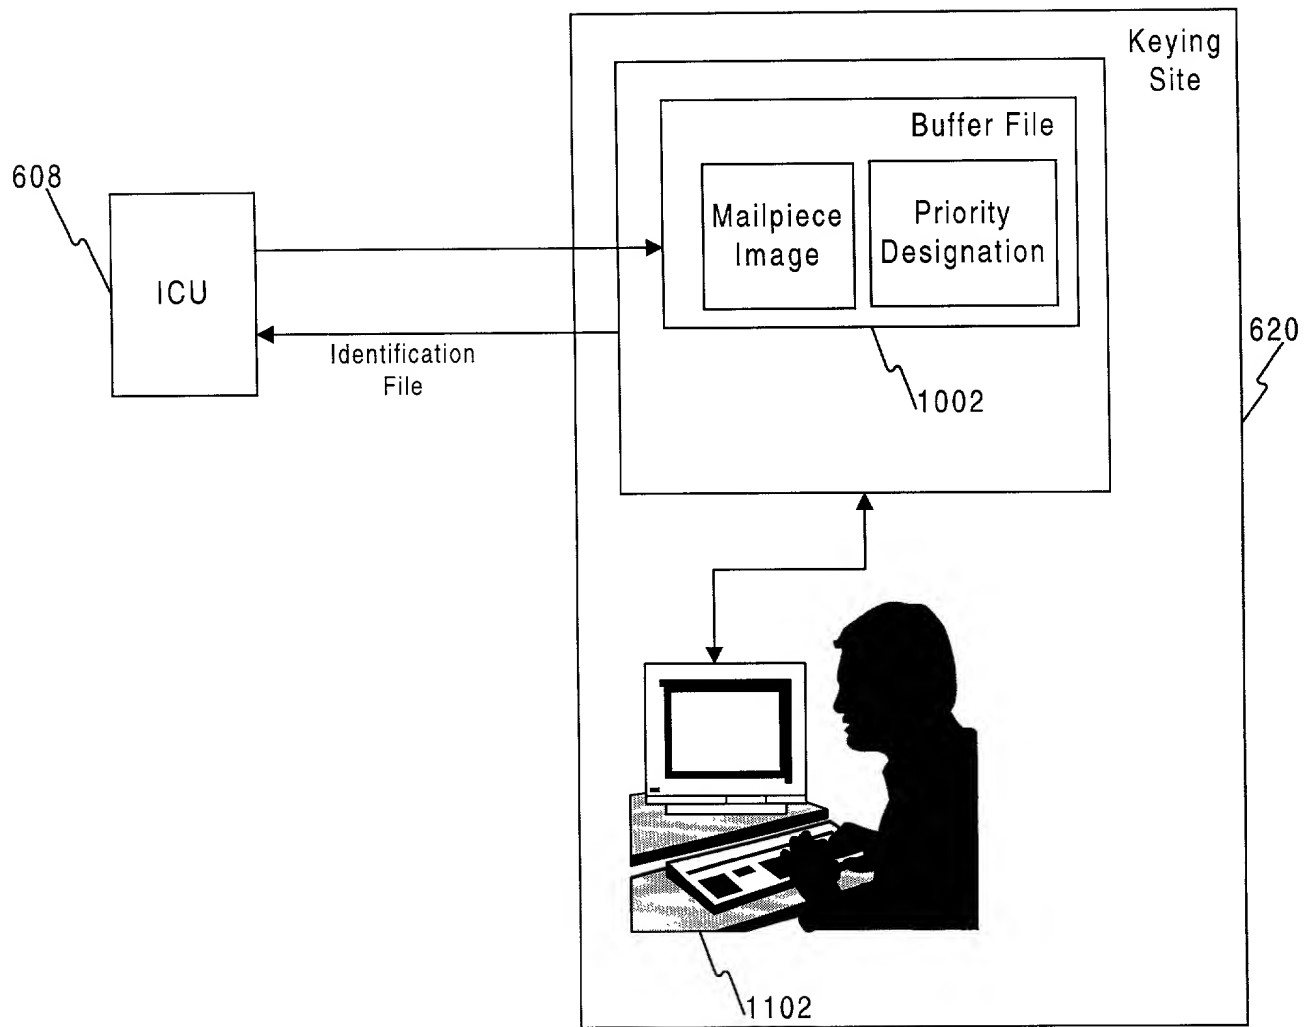 Keying
Site
Buffer File
608
Mailpiece
Image
Priority
Designation
ICU
620
Identification
File
1002
1102